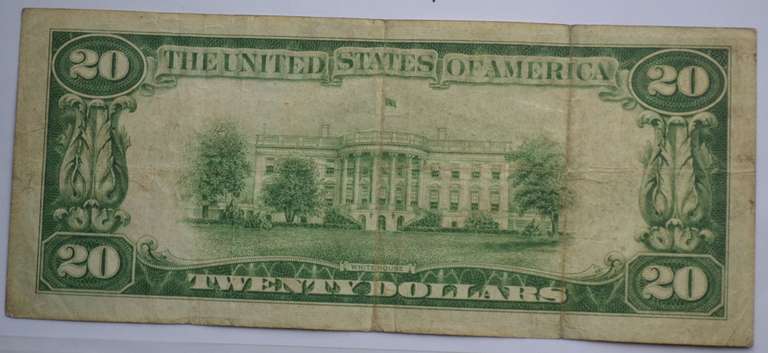 20 THE UNITED STATES OF AMERICA 20
WHITE HOUSE
20 TWENTY DOLLARS 20